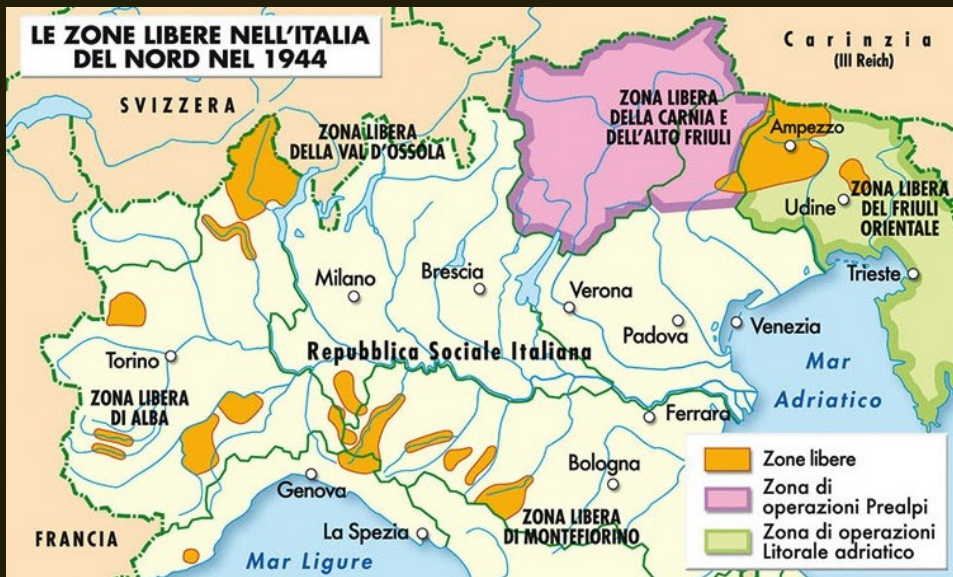 LE ZONE LIBERE NELL'ITALIA
DEL NORD NEL 1944
Carinzia
(III Reich)
SVIZZERA
ZONA LIBERA
DELLA VAL D'OSSOLA
ZONA LIBERA
DELLA CARNIA E
DELL'ALTO FRIULI
Ampezzo
ZONA LIBERA
DEL FRIULI
ORIENTALE
Udine
Trieste
Milano
Brescia
Verona
Padova
Venezia
Torino
Repubblica Sociale Italiana
Mar
Adriatico
ZONA LIBERA
DI ALBA
Ferrara
Bologna
Genova
ZONA LIBERA
DI MONTEFIORINO
La Spezia
FRANCIA
Mar Ligure
Zone libere
Zona di
operazioni Prealpi
Zona di operazioni
Litorale adriatico